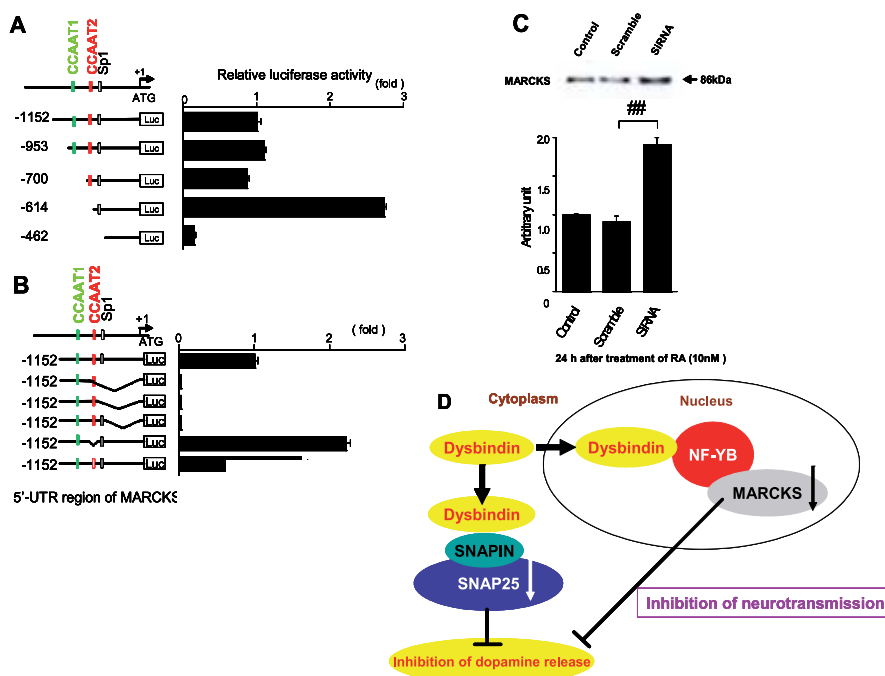 A
CCAAT1
CCAAT2
Sp1
+1
ATG
Relative luciferase activity
(fold)
0 1 2 3
-1152 Luc
-953 Luc
-700 Luc
-614 Luc
-462 Luc
B
CCAAT1
CCAAT2
Sp1
+1
ATG
( fold )
0 1 2 3
-1152 Luc
-1152 Luc
-1152 Luc
-1152 Luc
-1152 Luc
-1152 Luc
5'-UTR region of MARCKS
C
Control Scramble SiRNA
MARCKS 86kDa
##
Arbitrary unit
2.0
1.5
1.0
0.5
0
Control Scramble SiRNA
24 h after treatment of RA (10nM)
D
Cytoplasm
Nucleus
Dysbindin
Dysbindin
NF-YB
MARCKS
Dysbindin
SNAPIN
SNAP25
Inhibition of neurotransmission
Inhibition of dopamine release